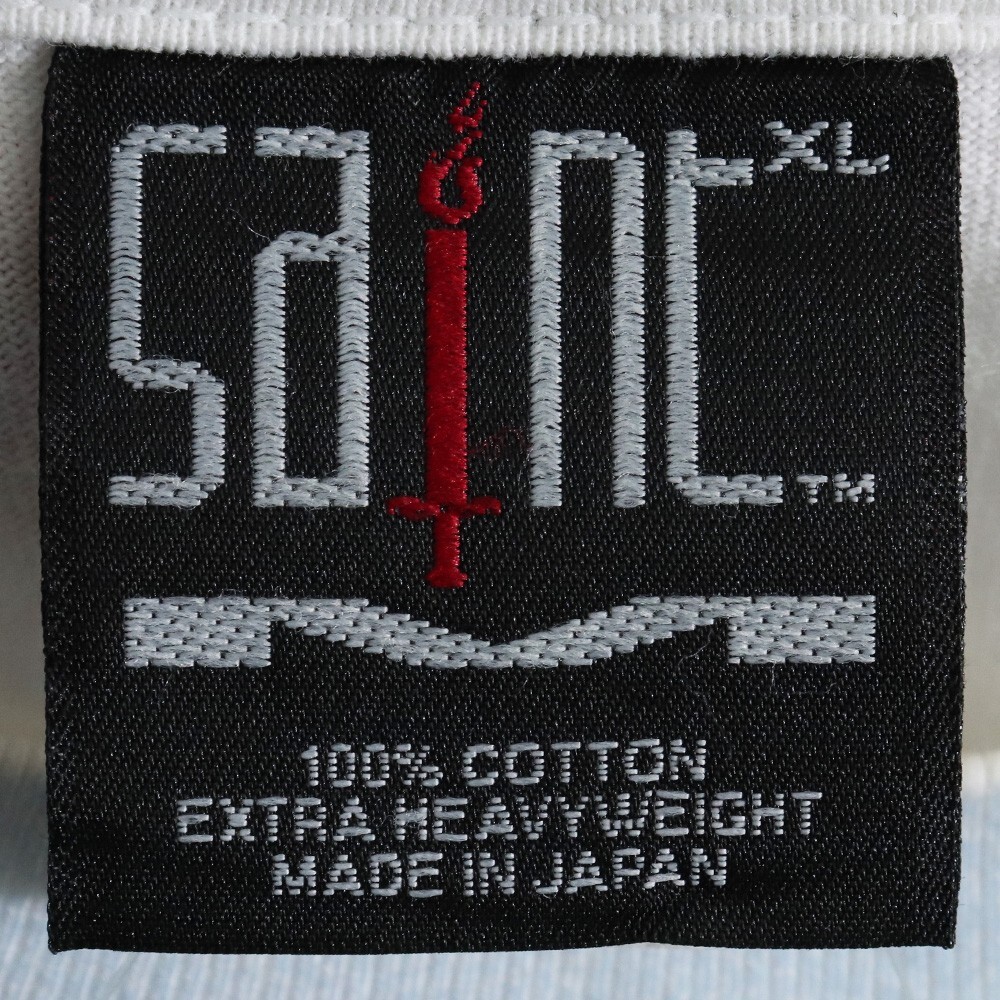 SaINt XL
TM
100% COTTON
EXTRA HEAVYWEIGHT
MADE IN JAPAN